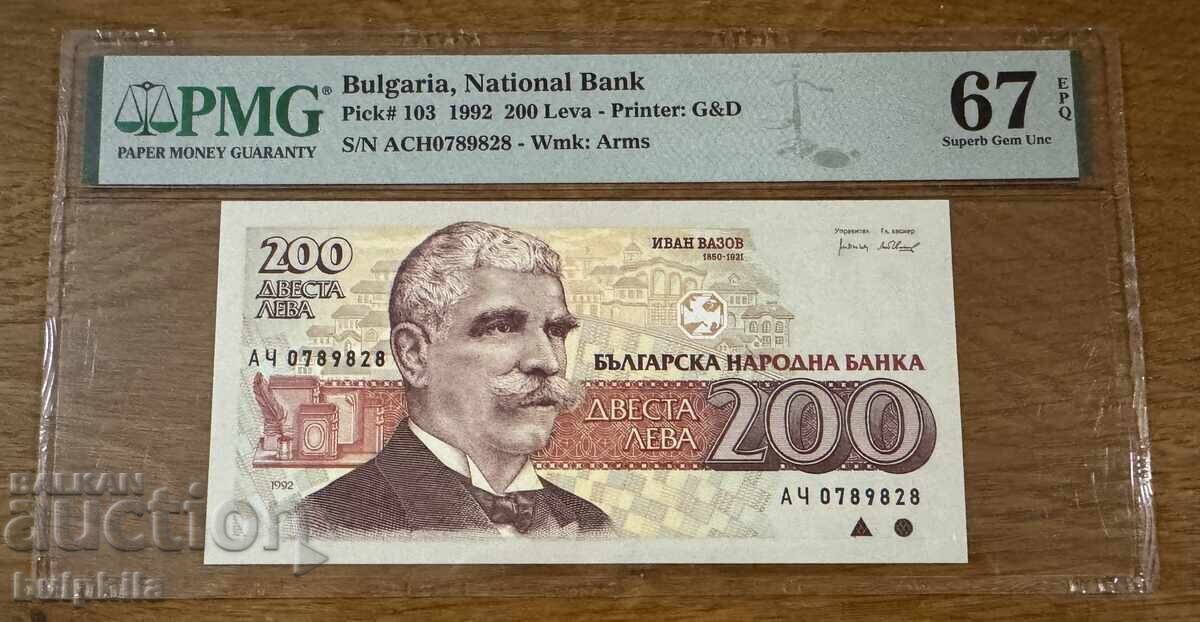 PMG®
PAPER MONEY GUARANTY
Bulgaria, National Bank
Pick# 103 1992 200 Leva - Printer: G&D
S/N ACH0789828 - Wmk: Arms
67 EPQ
Superb Gem Unc
200
ДВЕСТА
ЛЕВА
ИВАН ВАЗОВ
1850-1921
Управител Гл. касиер
АЧ 0789828
БЪЛГАРСКА НАРОДНА БАНКА
ДВЕСТА
ЛЕВА
200
1992
АЧ 0789828
BALKAN
auction
bulphila